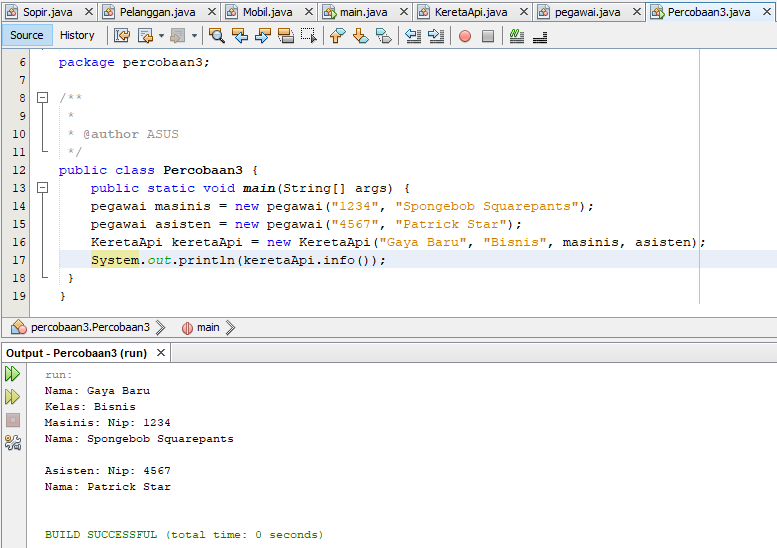 Sopir.java Pelanggan.java Mobil.java main.java KeretaApi.java pegawai.java Percobaan3.java
Source History
6 package percobaan3;
7
8 /**
9 *
10 * @author ASUS
11 */
12 public class Percobaan3 {
13 public static void main(String[] args) {
14 pegawai masinis = new pegawai("1234", "Spongebob Squarepants");
15 pegawai asisten = new pegawai("4567", "Patrick Star");
16 KeretaApi keretaApi = new KeretaApi("Gaya Baru", "Bisnis", masinis, asisten);
17 System.out.println(keretaApi.info());
18 }
19 }
percobaan3.Percobaan3 main
Output - Percobaan3 (run)
run:
Nama: Gaya Baru
Kelas: Bisnis
Masinis: Nip: 1234
Nama: Spongebob Squarepants
Asisten: Nip: 4567
Nama: Patrick Star
BUILD SUCCESSFUL (total time: 0 seconds)